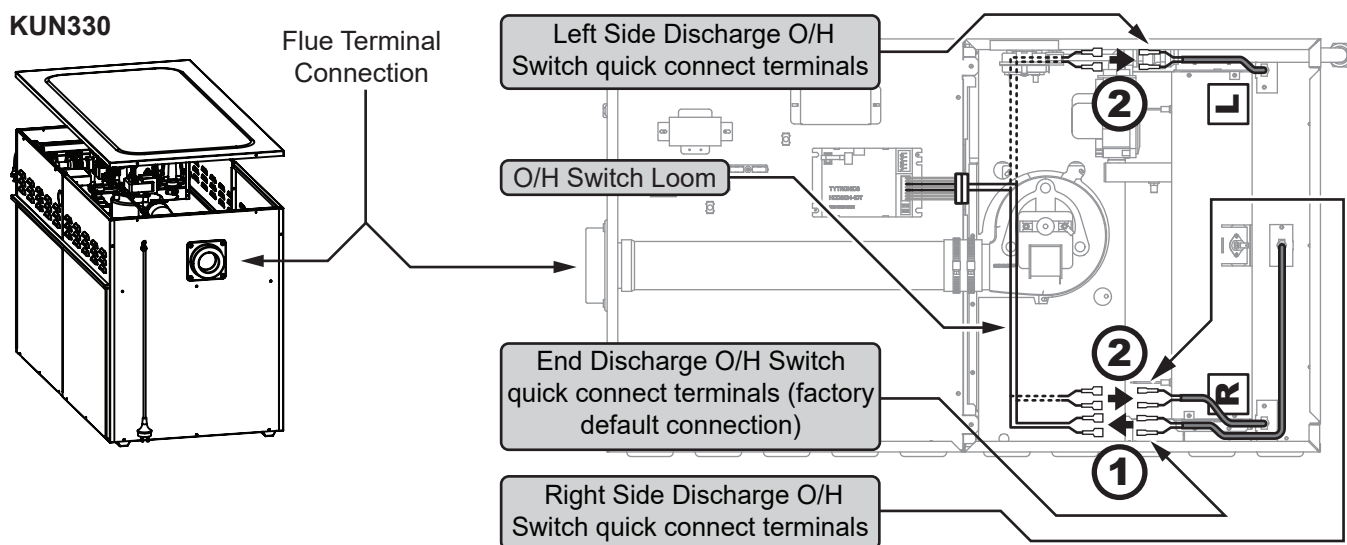 KUN330
Flue Terminal
Connection
Left Side Discharge O/H
Switch quick connect terminals
2
L
O/H Switch Loom
TYTRONICS
End Discharge O/H Switch
quick connect terminals (factory
default connection)
2
R
1
Right Side Discharge O/H
Switch quick connect terminals